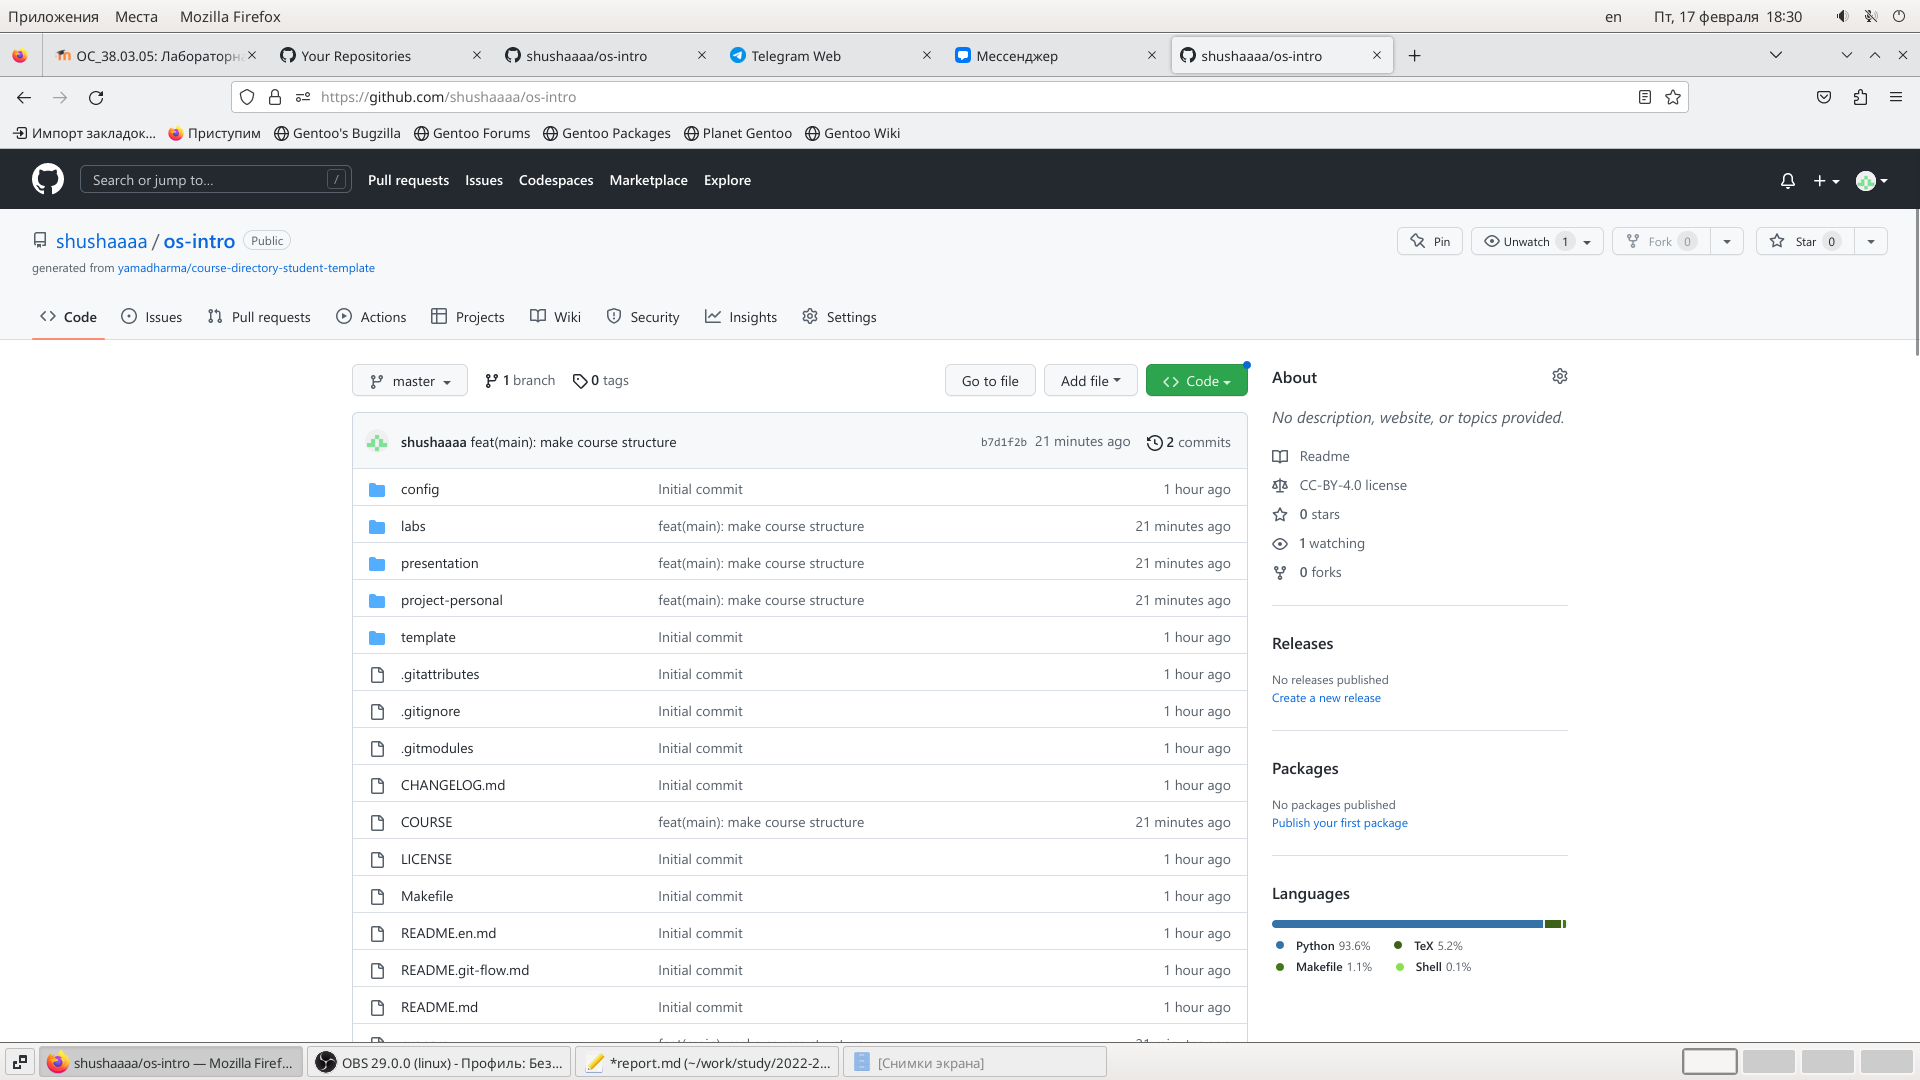 Приложения Места Mozilla Firefox en Пт, 17 февраля 18:30
ОС_38.03.05: Лабораторн Your Repositories shushaaaa/os-intro Telegram Web Мессенджер shushaaaa/os-intro
https://github.com/shushaaaa/os-intro
Импорт закладок... Приступим Gentoo's Bugzilla Gentoo Forums Gentoo Packages Planet Gentoo Gentoo Wiki
Search or jump to... / Pull requests Issues Codespaces Marketplace Explore
shushaaaa / os-intro Public Pin Unwatch 1 Fork 0 Star 0
generated from yamadharma/course-directory-student-template
Code Issues Pull requests Actions Projects Wiki Security Insights Settings
master 1 branch 0 tags Go to file Add file Code
shushaaaa feat(main): make course structure b7d1f2b 21 minutes ago 2 commits
config Initial commit 1 hour ago
labs feat(main): make course structure 21 minutes ago
presentation feat(main): make course structure 21 minutes ago
project-personal feat(main): make course structure 21 minutes ago
template Initial commit 1 hour ago
.gitattributes Initial commit 1 hour ago
.gitignore Initial commit 1 hour ago
.gitmodules Initial commit 1 hour ago
CHANGELOG.md Initial commit 1 hour ago
COURSE feat(main): make course structure 21 minutes ago
LICENSE Initial commit 1 hour ago
Makefile Initial commit 1 hour ago
README.en.md Initial commit 1 hour ago
README.git-flow.md Initial commit 1 hour ago
README.md Initial commit 1 hour ago
About
No description, website, or topics provided.
Readme
CC-BY-4.0 license
0 stars
1 watching
0 forks
Releases
No releases published
Create a new release
Packages
No packages published
Publish your first package
Languages
Python 93.6% TeX 5.2%
Makefile 1.1% Shell 0.1%
shushaaaa/os-intro — Mozilla Firef... OBS 29.0.0 (linux) - Профиль: Без... *report.md (~/work/study/2022-2... [Снимки экрана]